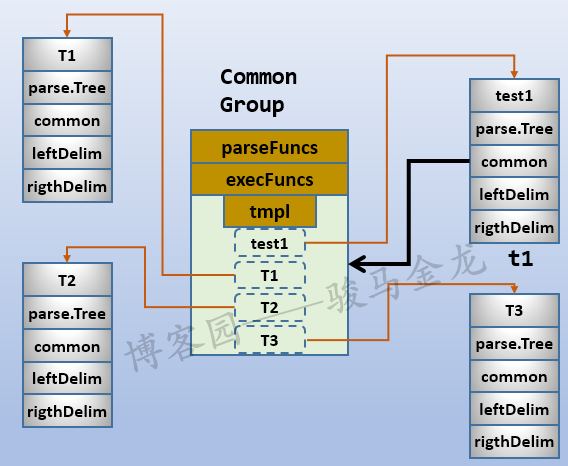 T1
parse.Tree
common
leftDelim
rigthDelim
T2
parse.Tree
common
leftDelim
rigthDelim
Common
Group
parseFuncs
execFuncs
tmpl
test1
T1
T2
T3
test1
parse.Tree
common
leftDelim
rigthDelim
t1
T3
parse.Tree
common
leftDelim
rigthDelim
博客园——骏马金龙